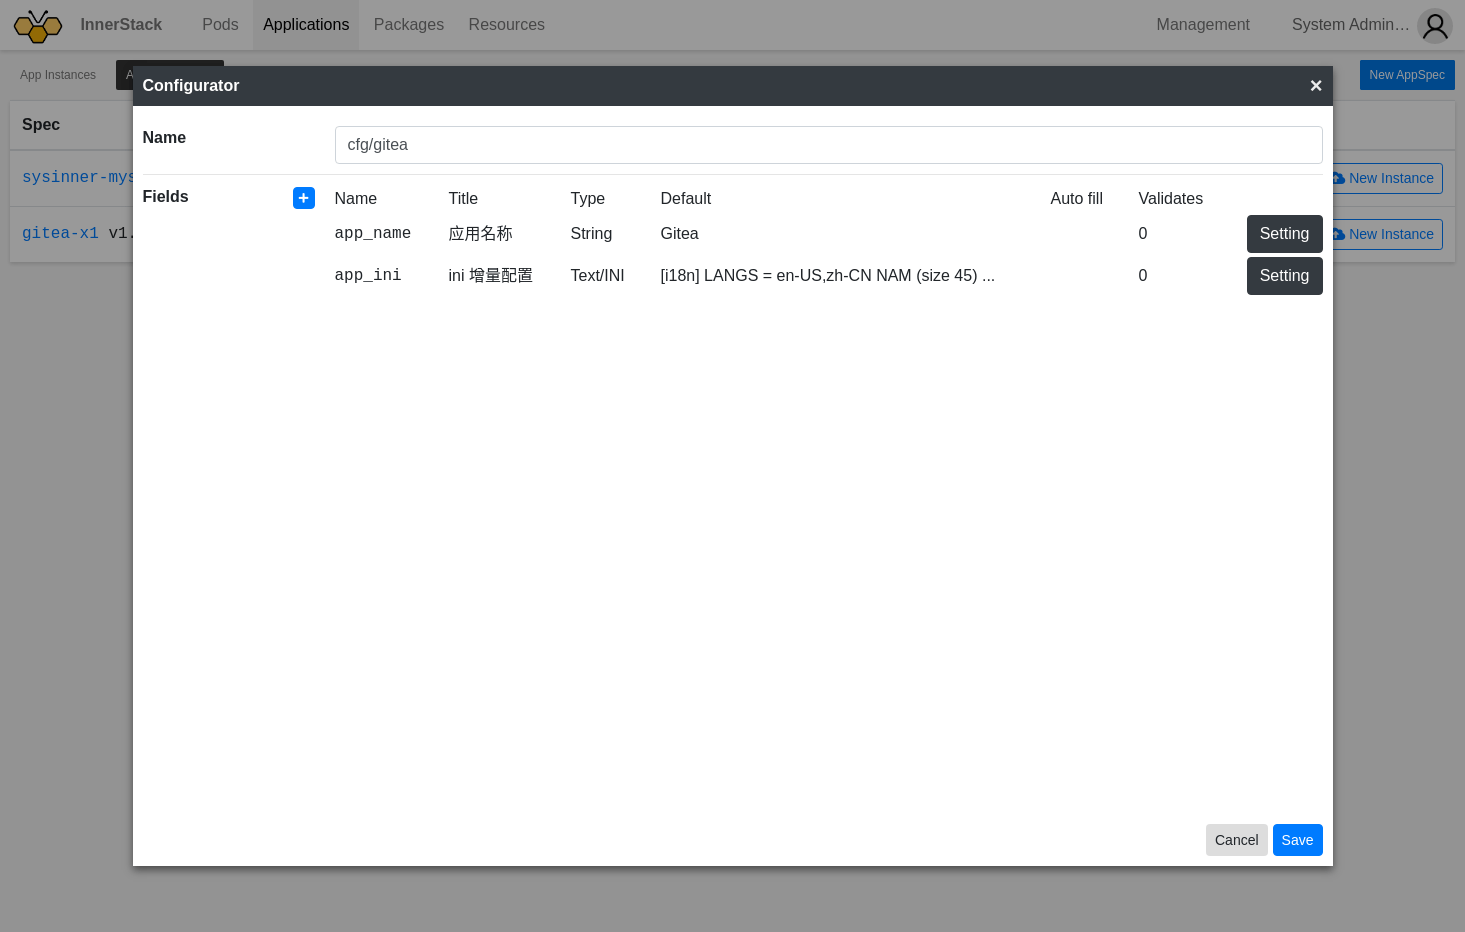 InnerStack Pods Applications Packages Resources Management System Admin...
App Instances New AppSpec
Configurator ×
Spec
Name cfg/gitea
sysinner-mys New Instance
Fields + Name Title Type Default Auto fill Validates
gitea-x1 v1. app_name 应用名称 String Gitea 0 Setting New Instance
app_ini ini 增量配置 Text/INI [i18n] LANGS = en-US,zh-CN NAM (size 45) ... 0 Setting
Cancel Save